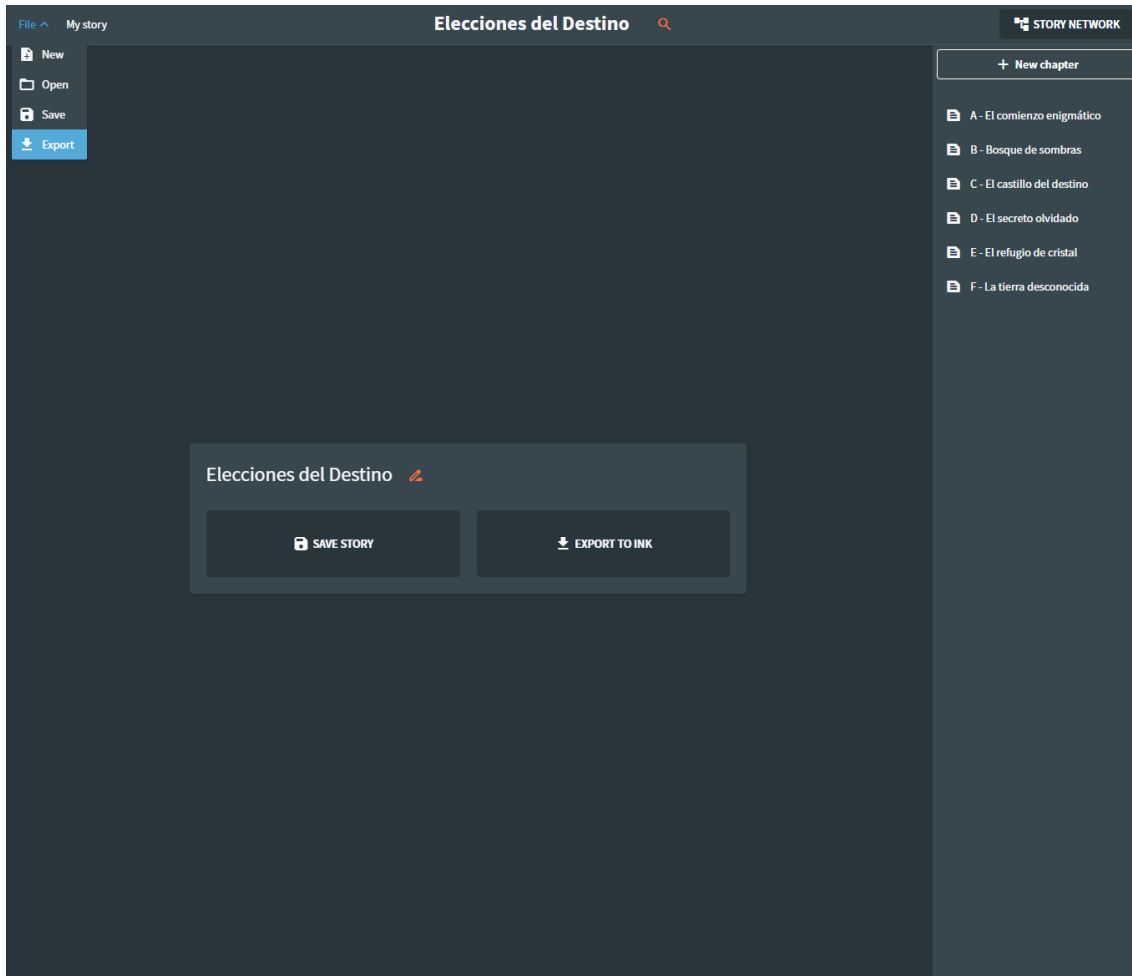 File My story
Elecciones del Destino
STORY NETWORK
New
Open
Save
Export
+ New chapter
A - El comienzo enigmático
B - Bosque de sombras
C - El castillo del destino
D - El secreto olvidado
E - El refugio de cristal
F - La tierra desconocida
Elecciones del Destino
SAVE STORY
EXPORT TO INK